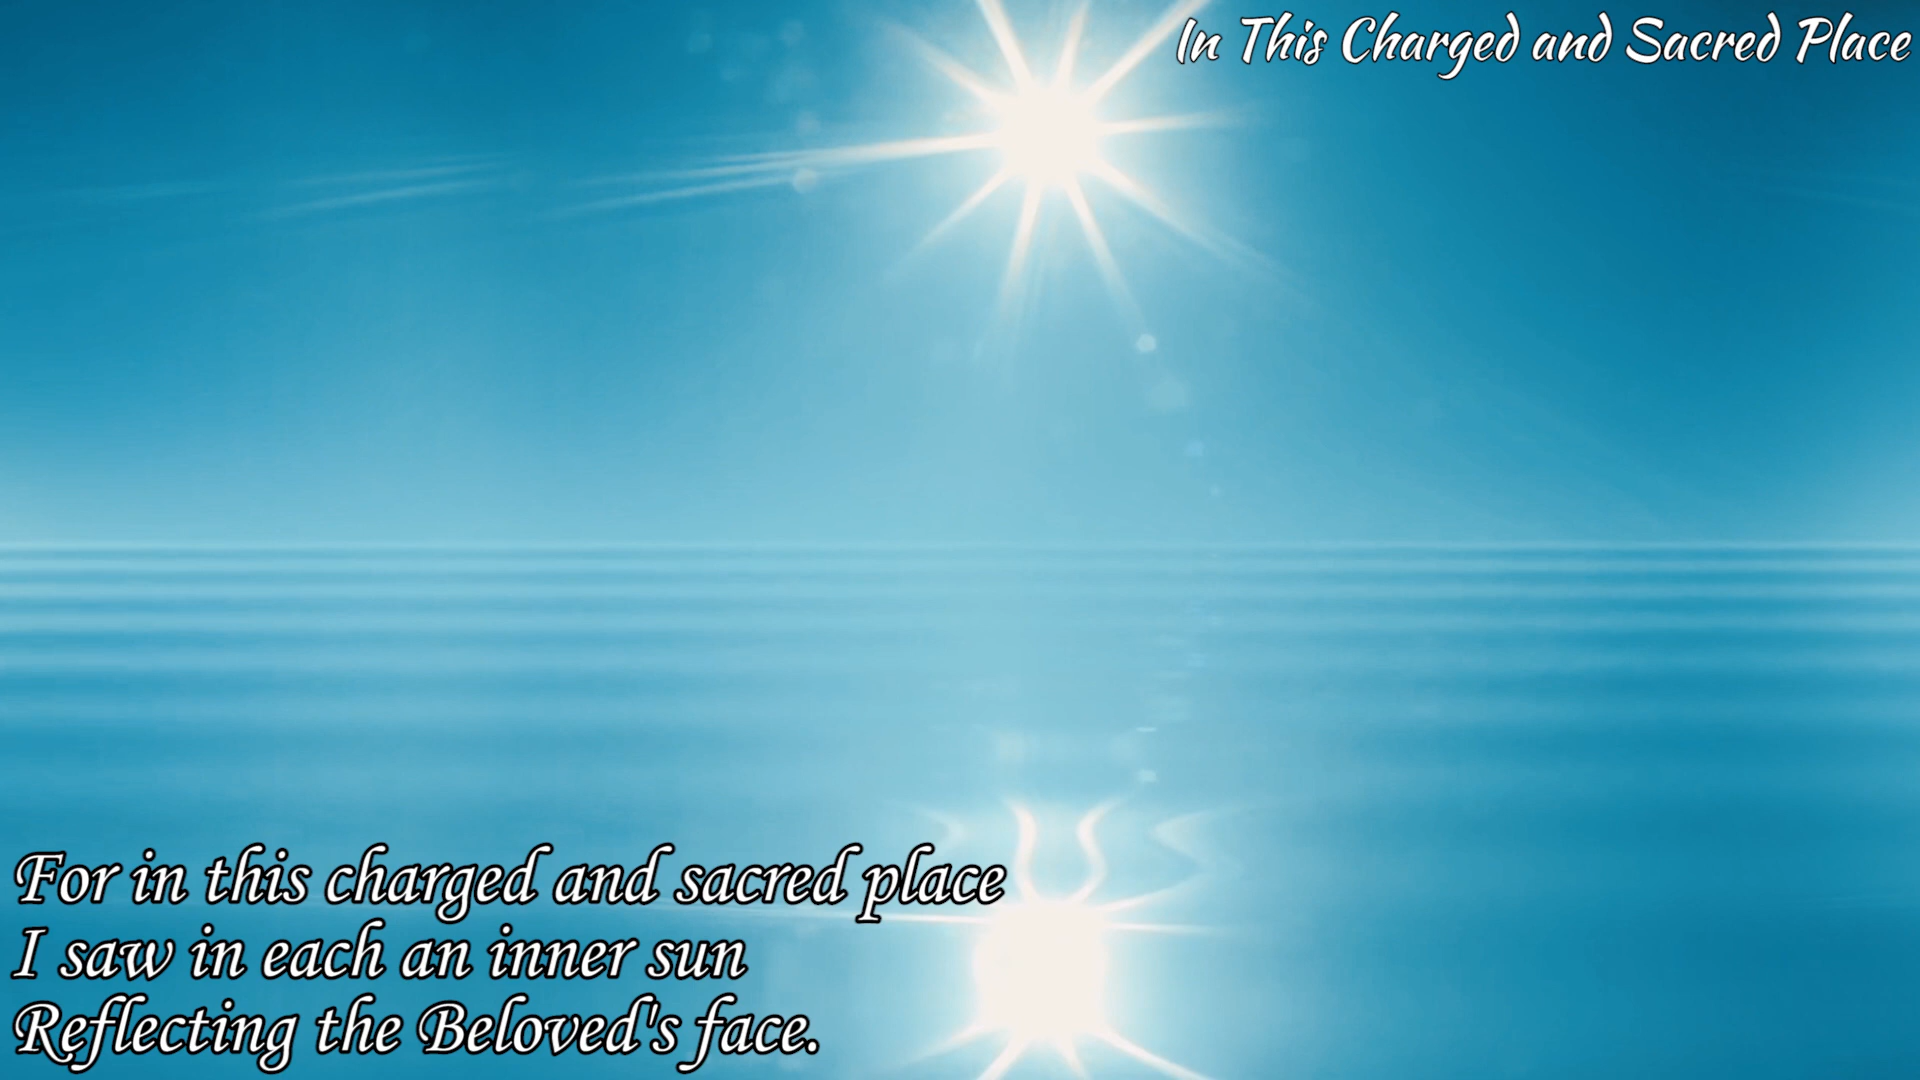 In This Charged and Sacred Place
For in this charged and sacred place
I saw in each an inner sun
Reflecting the Beloved's face.